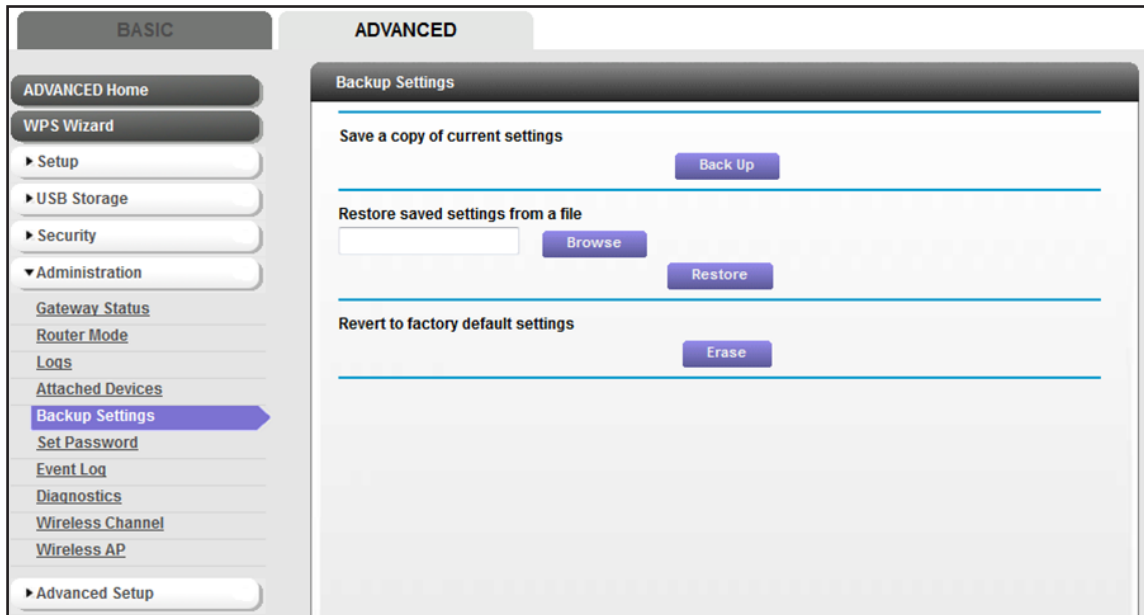 BASIC
ADVANCED
ADVANCED Home
WPS Wizard
Setup
USB Storage
Security
Administration
Gateway Status
Router Mode
Logs
Attached Devices
Backup Settings
Set Password
Event Log
Diagnostics
Wireless Channel
Wireless AP
Advanced Setup
Backup Settings
Save a copy of current settings
Back Up
Restore saved settings from a file
Browse
Restore
Revert to factory default settings
Erase